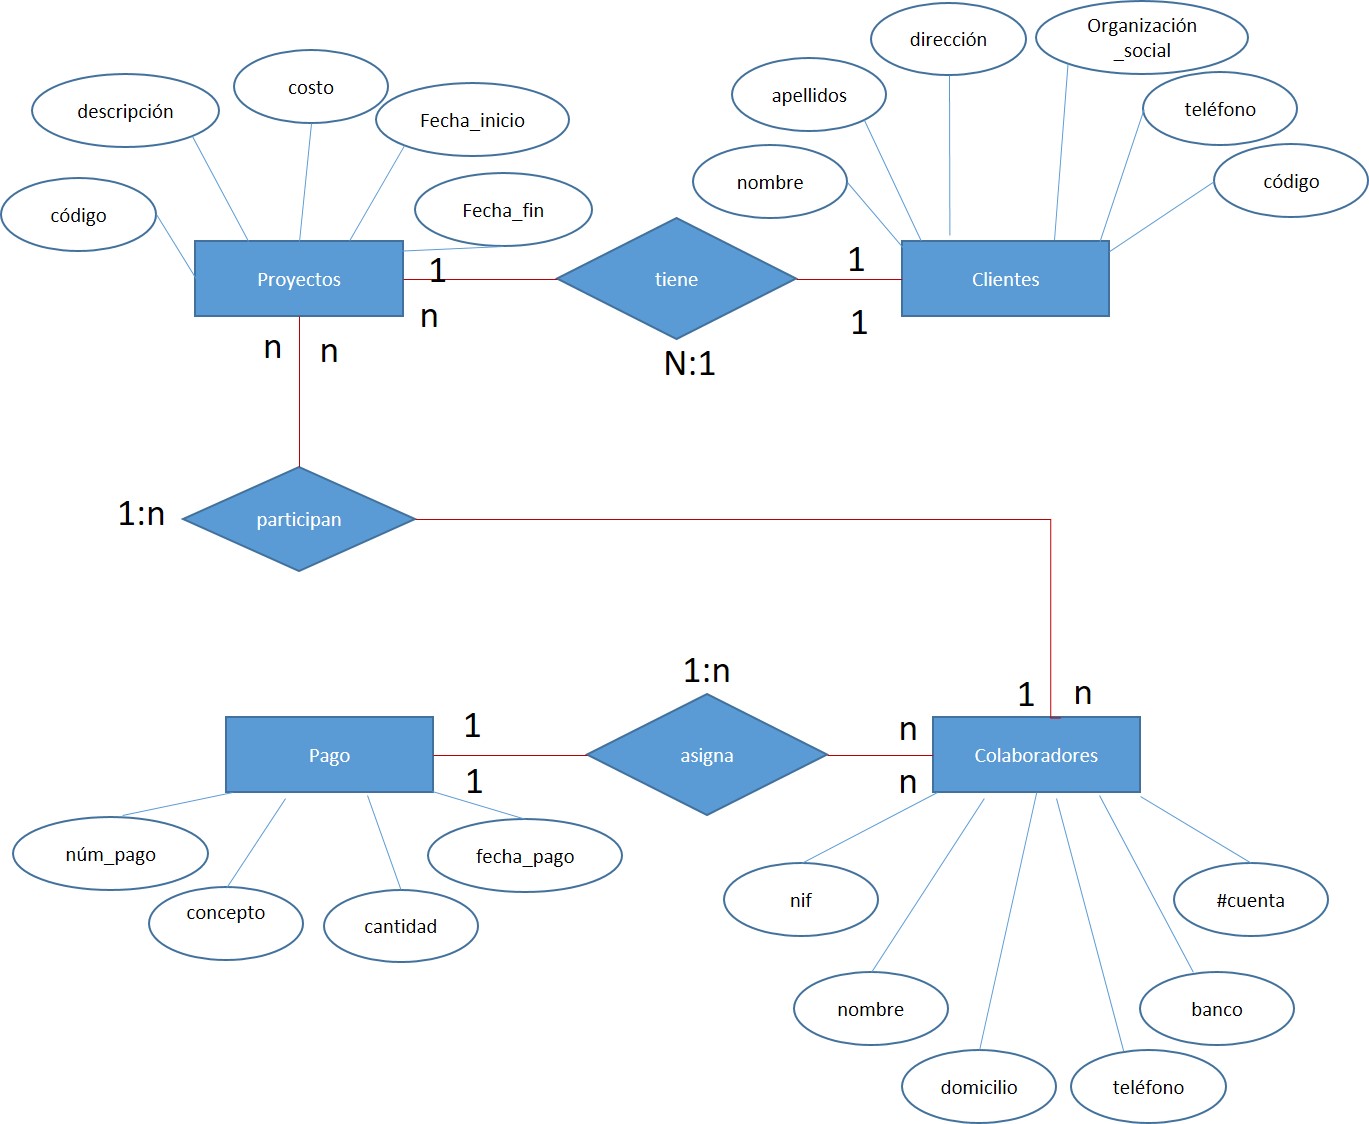 dirección
Organización
_social
costo
apellidos
teléfono
descripción
Fecha_inicio
nombre
código
código
Fecha_fin
Proyectos
1
n
tiene
N:1
1
1
Clientes
n
n
1:n
participan
1:n
1
n
Pago
1
1
asigna
n
n
Colaboradores
núm_pago
fecha_pago
concepto
cantidad
nif
#cuenta
nombre
banco
domicilio
teléfono